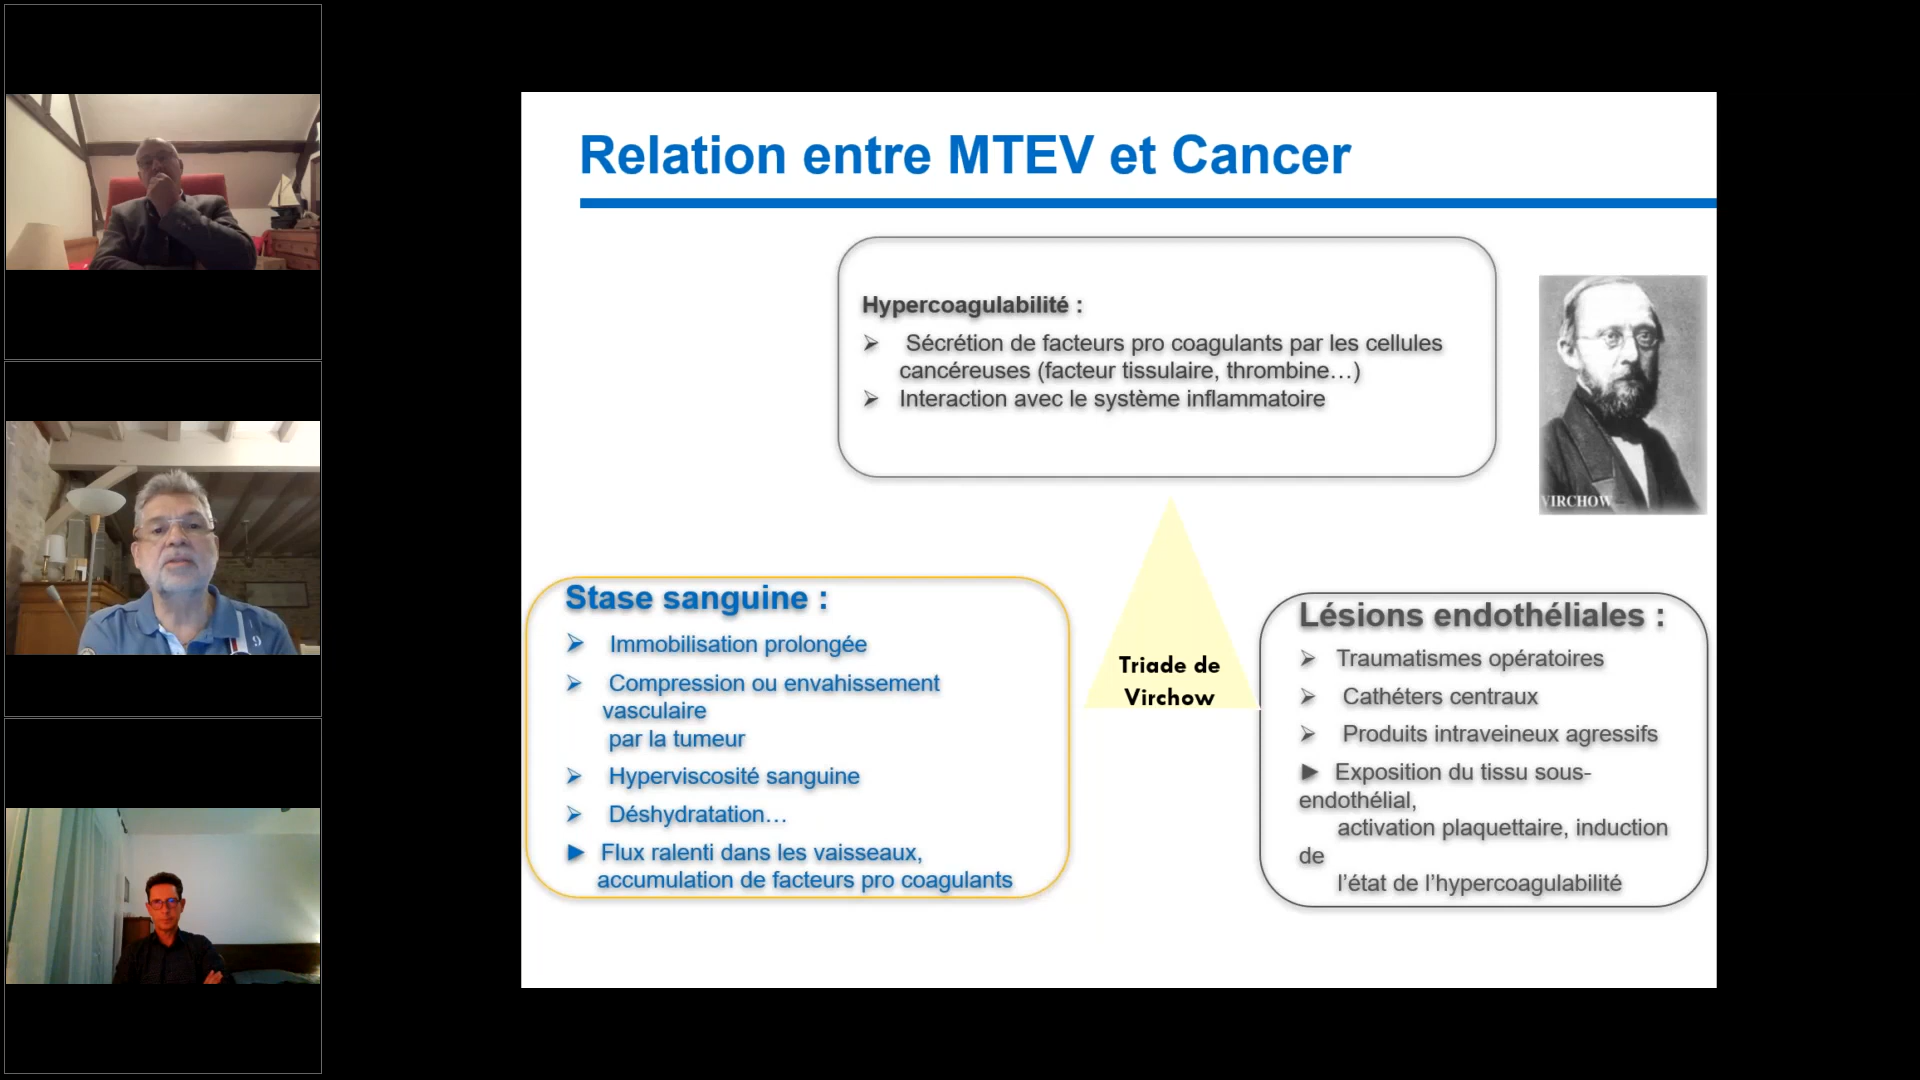 Relation entre MTEV et Cancer
Hypercoagulabilité :
➢ Sécrétion de facteurs pro coagulants par les cellules
cancéreuses (facteur tissulaire, thrombine…)
➢ Interaction avec le système inflammatoire
VIRCHOW
Stase sanguine :
➢ Immobilisation prolongée
➢ Compression ou envahissement
vasculaire
par la tumeur
➢ Hyperviscosité sanguine
➢ Déshydratation…
► Flux ralenti dans les vaisseaux,
accumulation de facteurs pro coagulants
Triade de
Virchow
Lésions endothéliales :
➢ Traumatismes opératoires
➢ Cathéters centraux
➢ Produits intraveineux agressifs
► Exposition du tissu sous-
endothélial,
activation plaquettaire, induction
de
l’état de l’hypercoagulabilité
9